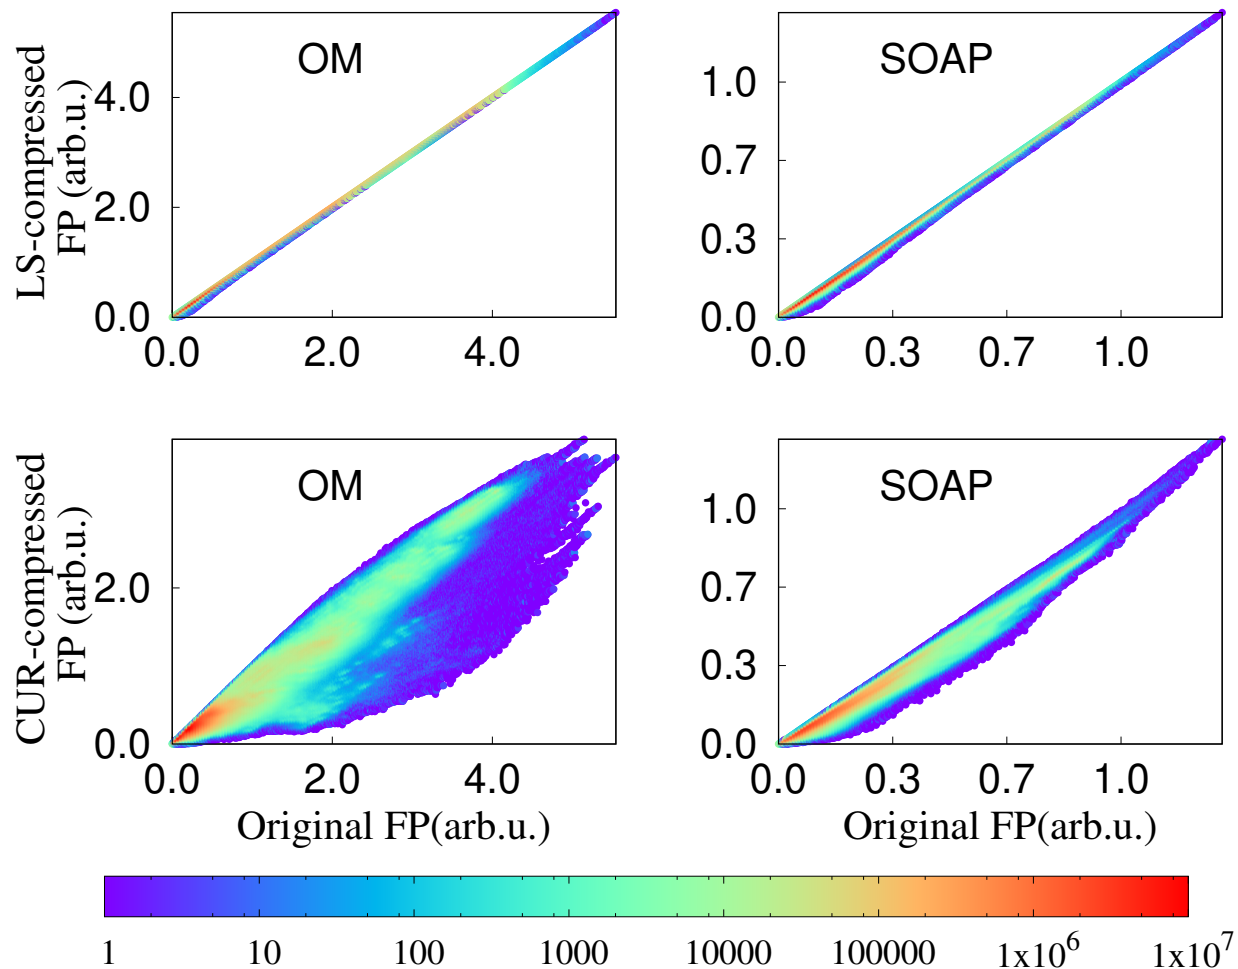 OM
SOAP
LS-compressed
FP (arb.u.)
4.0
2.0
0.0
0.0 2.0 4.0
1.0
0.7
0.3
0.0
0.0 0.3 0.7 1.0
OM
SOAP
CUR-compressed
FP (arb.u.)
2.0
0.0
0.0 2.0 4.0
Original FP(arb.u.)
1.0
0.7
0.3
0.0
0.0 0.3 0.7 1.0
Original FP(arb.u.)
1 10 100 1000 10000 100000 1x10⁶ 1x10⁷